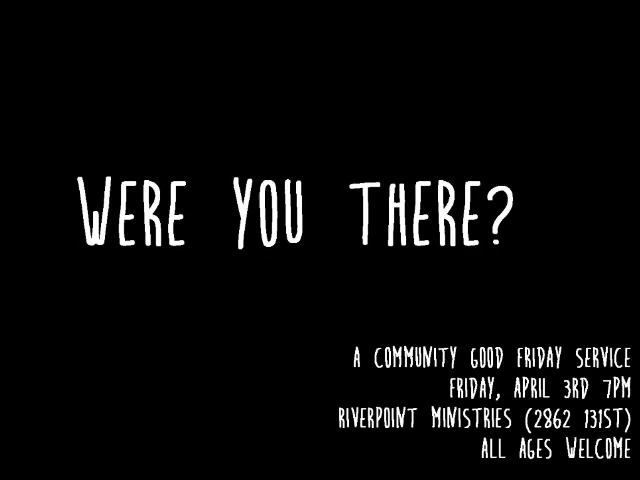 WERE YOU THERE?
A COMMUNITY GOOD FRIDAY SERVICE
FRIDAY, APRIL 3RD 7PM
RIVERPOINT MINISTRIES (2862 131ST)
ALL AGES WELCOME